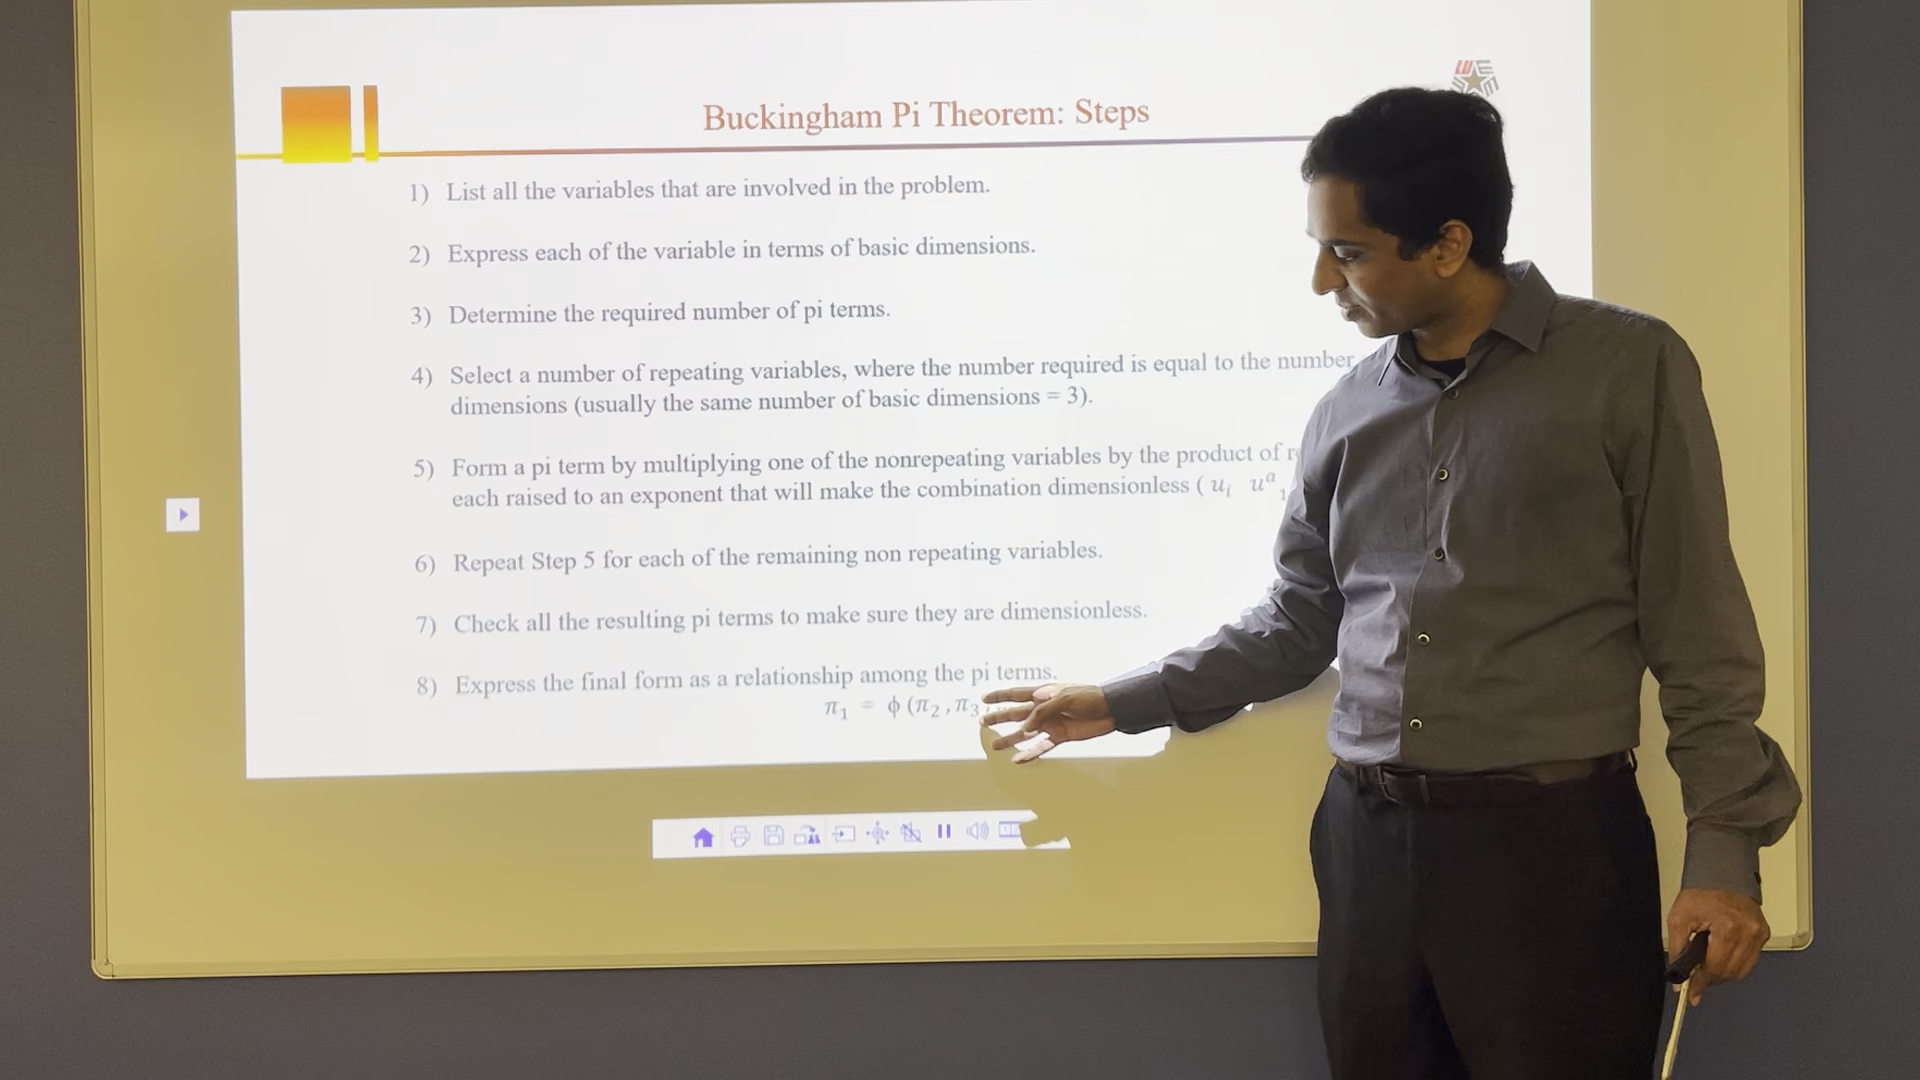 Buckingham Pi Theorem: Steps
1) List all the variables that are involved in the problem.
2) Express each of the variable in terms of basic dimensions.
3) Determine the required number of pi terms.
4) Select a number of repeating variables, where the number required is equal to the number
dimensions (usually the same number of basic dimensions = 3).
5) Form a pi term by multiplying one of the nonrepeating variables by the product of
each raised to an exponent that will make the combination dimensionless ( uᵢ uᵃ₁
6) Repeat Step 5 for each of the remaining non repeating variables.
7) Check all the resulting pi terms to make sure they are dimensionless.
8) Express the final form as a relationship among the pi terms.
π₁ = ϕ (π₂ , π₃